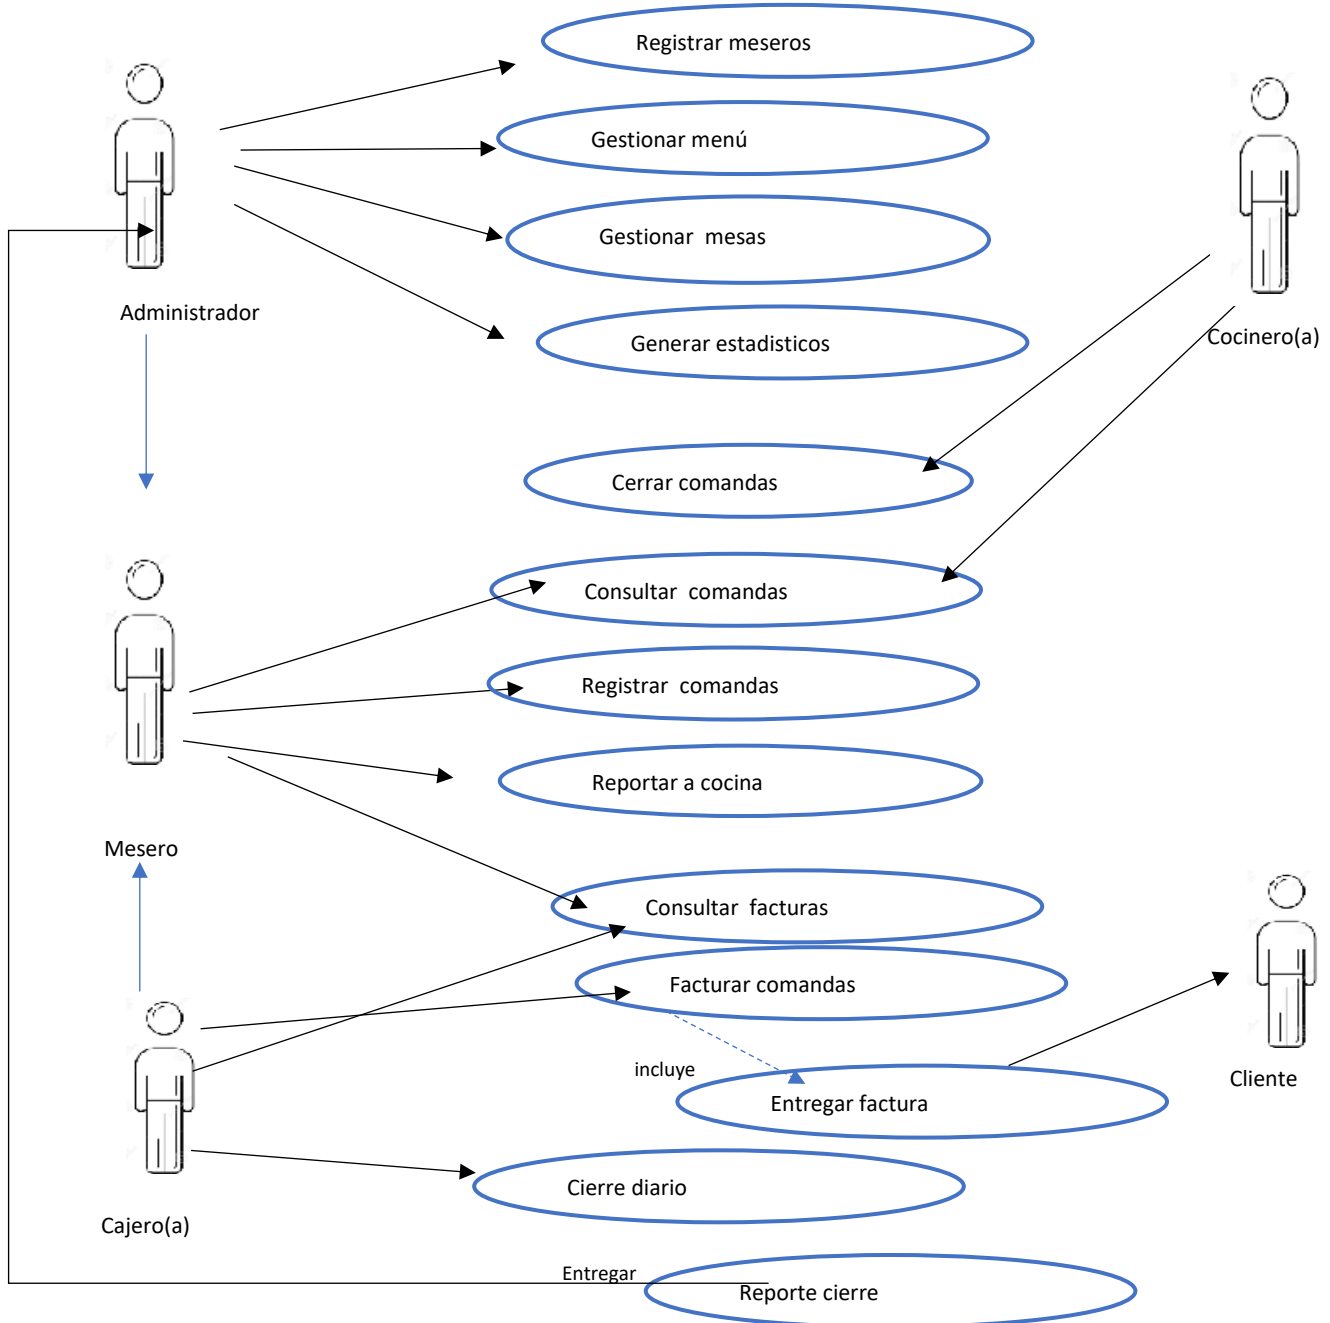 Registrar meseros
Gestionar menú
Gestionar  mesas
Administrador
Generar estadisticos
Cocinero(a)
Cerrar comandas
Consultar  comandas
Registrar  comandas
Reportar a cocina
Mesero
Consultar  facturas
Facturar comandas
incluye
Cliente
Entregar factura
Cierre diario
Cajero(a)
Entregar
Reporte cierre